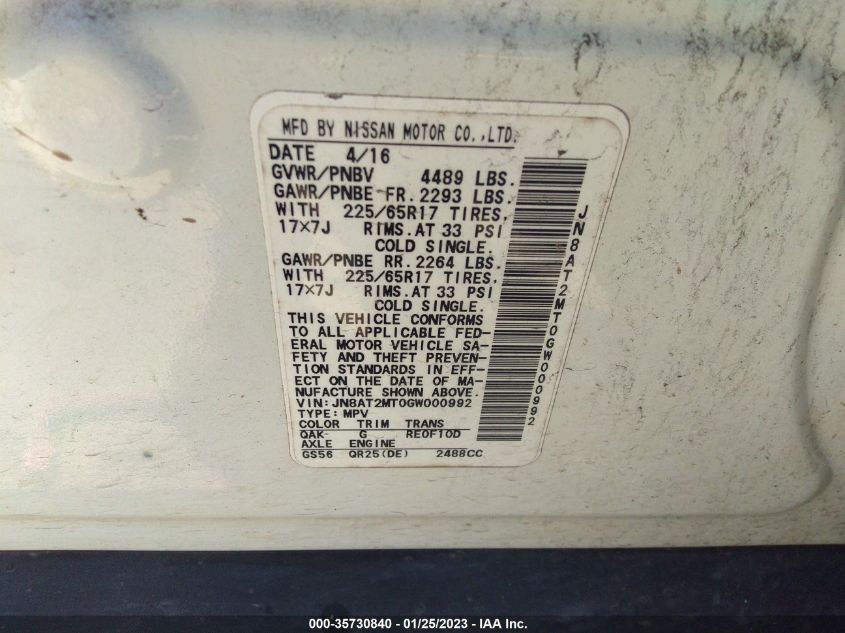 MFD BY NISSAN MOTOR CO.,LTD.
DATE 4/16
GVWR/PNBV 4489 LBS.
GAWR/PNBE FR. 2293 LBS.
WITH 225/65R17 TIRES,
17×7J RIMS.AT 33 PSI
COLD SINGLE.
GAWR/PNBE RR. 2264 LBS.
WITH 225/65R17 TIRES,
17×7J RIMS.AT 33 PSI
COLD SINGLE.
THIS VEHICLE CONFORMS
TO ALL APPLICABLE FED-
ERAL MOTOR VEHICLE SA-
FETY AND THEFT PREVEN-
TION STANDARDS IN EFF-
ECT ON THE DATE OF MA-
NUFACTURE SHOWN ABOVE.
VIN:JN8AT2MT0GW000992
TYPE:MPV
COLOR TRIM TRANS
QAK- G RE0F10D
AXLE ENGINE
GS56 QR25(DE) 2488CC
JN8AT2MT0GW000992
000-35730840 - 01/25/2023 - IAA Inc.